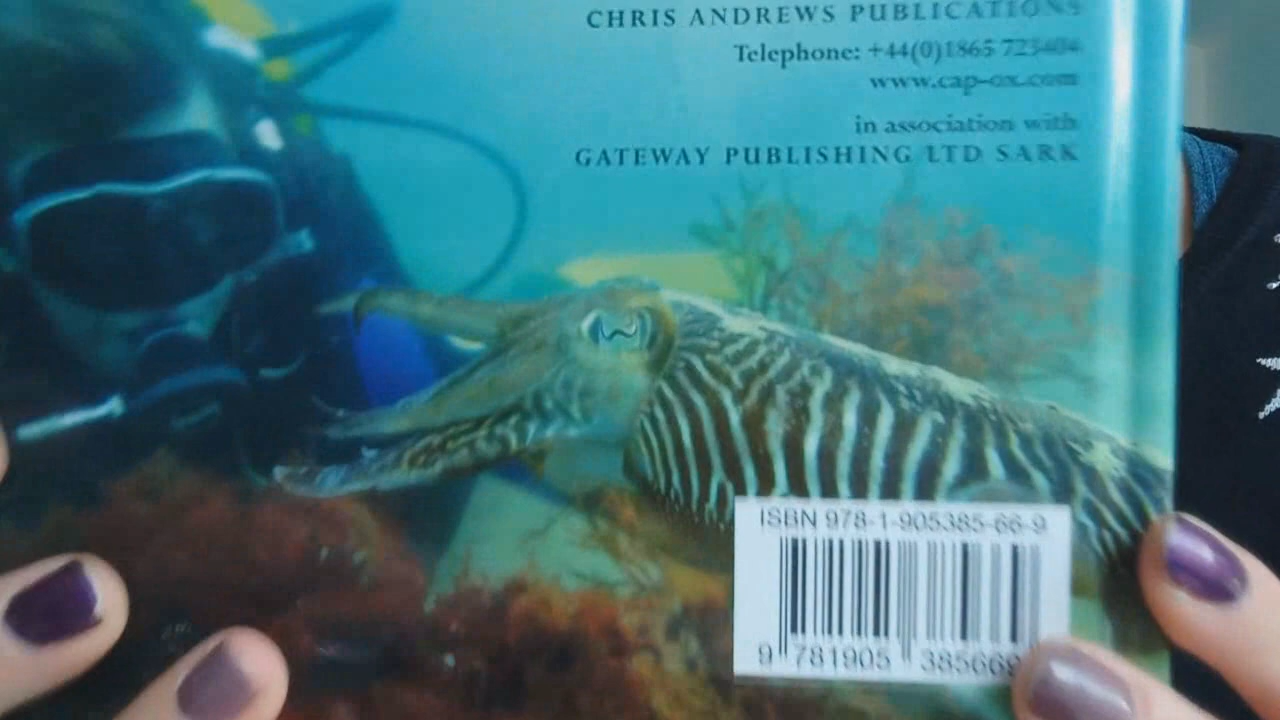 CHRIS ANDREWS PUBLICATIONS
Telephone: +44(0)1865 723404
www.cap-ox.com
in association with
GATEWAY PUBLISHING LTD SARK
ISBN 978-1-905385-66-9
9 781905 385669